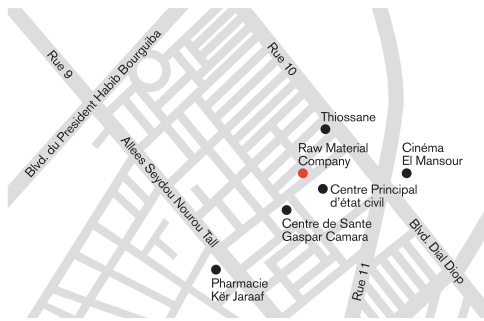 Rue 9
Blvd. du President Habib Bourguiba
Rue 10
Allees Seydou Nourou Tall
Thiossane
Raw Material
Company
Cinéma
El Mansour
Centre Principal
d'état civil
Centre de Sante
Gaspar Camara
Blvd. Dial Diop
Rue 11
Pharmacie
Kër Jaraaf